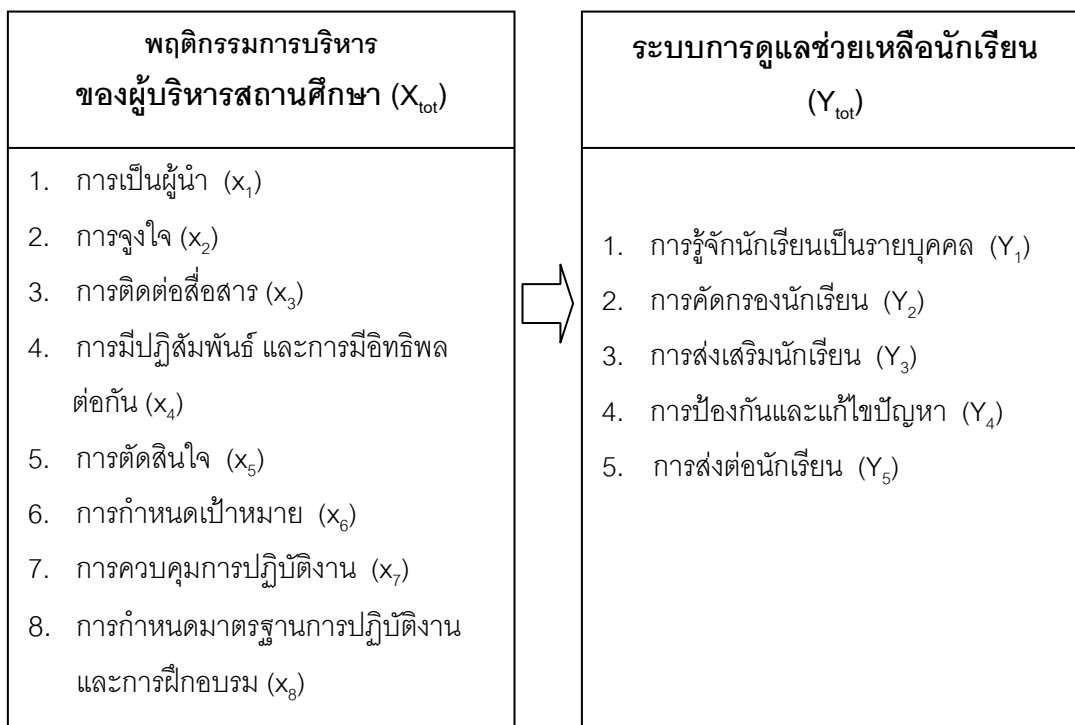 พฤติกรรมการบริหาร
ของผู้บริหารสถานศึกษา (Xtot)
1. การเป็นผู้นำ (x1)
2. การจูงใจ (x2)
3. การติดต่อสื่อสาร (x3)
4. การมีปฏิสัมพันธ์ และการมีอิทธิพล
ต่อกัน (x4)
5. การตัดสินใจ (x5)
6. การกำหนดเป้าหมาย (x6)
7. การควบคุมการปฏิบัติงาน (x7)
8. การกำหนดมาตรฐานการปฏิบัติงาน
และการฝึกอบรม (x8)
ระบบการดูแลช่วยเหลือนักเรียน
(Ytot)
1. การรู้จักนักเรียนเป็นรายบุคคล (Y1)
2. การคัดกรองนักเรียน (Y2)
3. การส่งเสริมนักเรียน (Y3)
4. การป้องกันและแก้ไขปัญหา (Y4)
5. การส่งต่อนักเรียน (Y5)